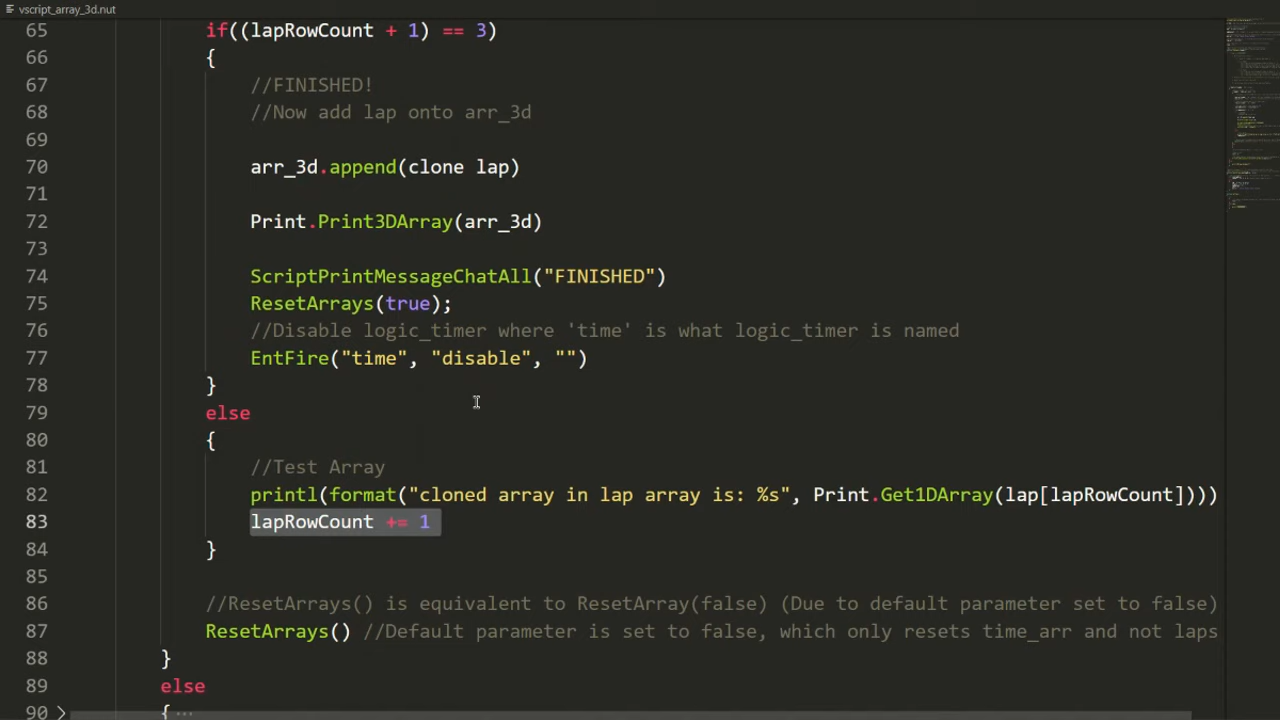 vscript_array_3d.nut
65 if((lapRowCount + 1) == 3)
66 {
67 //FINISHED!
68 //Now add lap onto arr_3d
69
70 arr_3d.append(clone lap)
71
72 Print.Print3DArray(arr_3d)
73
74 ScriptPrintMessageChatAll("FINISHED")
75 ResetArrays(true);
76 //Disable logic_timer where 'time' is what logic_timer is named
77 EntFire("time", "disable", "")
78 }
79 else
80 {
81 //Test Array
82 printl(format("cloned array in lap array is: %s", Print.Get1DArray(lap[lapRowCount])))
83 lapRowCount += 1
84 }
85
86 //ResetArrays() is equivalent to ResetArray(false) (Due to default parameter set to false)
87 ResetArrays() //Default parameter is set to false, which only resets time_arr and not laps
88 }
89 else
90 > { ...